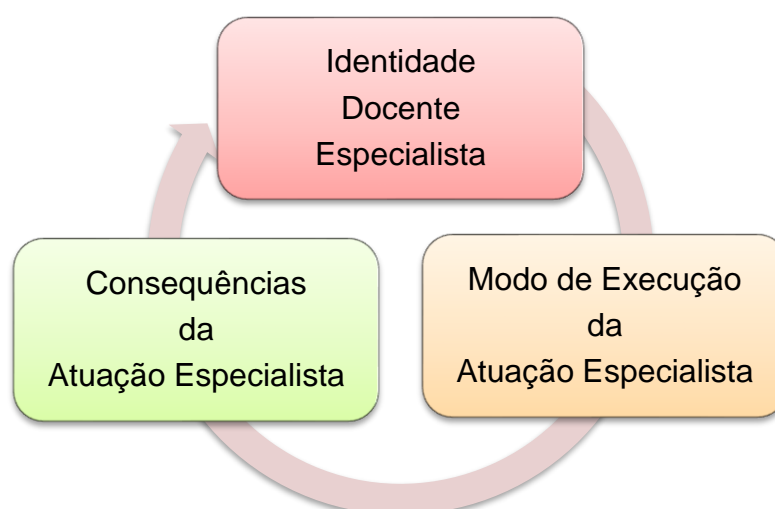 Identidade
Docente
Especialista
Consequências
da
Atuação Especialista
Modo de Execução
da
Atuação Especialista